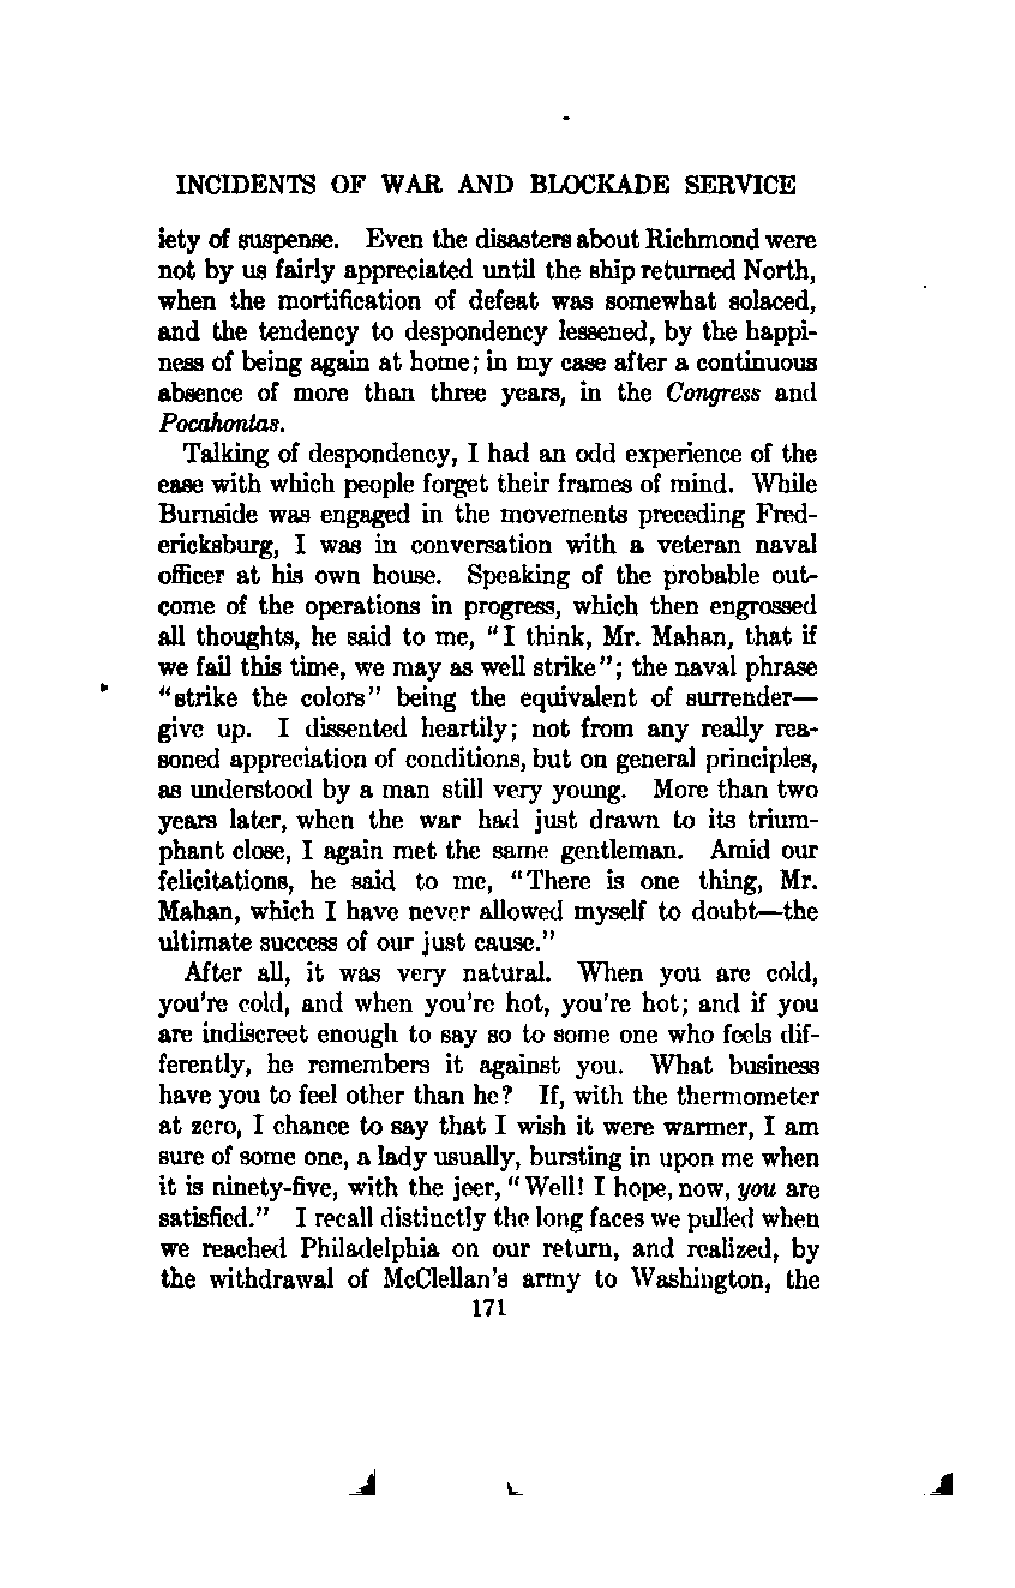 INCIDENTS OF WAR AND BLOCKADE SERVICE
iety of suspense. Even the disasters about Richmond were
not by us fairly appreciated until the ship returned North,
when the mortification of defeat was somewhat solaced,
and the tendency to despondency lessened, by the happi-
ness of being again at home; in my case after a continuous
absence of more than three years, in the Congress and
Pocahontas.
Talking of despondency, I had an odd experience of the
ease with which people forget their frames of mind. While
Burnside was engaged in the movements preceding Fred-
ericksburg, I was in conversation with a veteran naval
officer at his own house. Speaking of the probable out-
come of the operations in progress, which then engrossed
all thoughts, he said to me, "I think, Mr. Mahan, that if
we fail this time, we may as well strike"; the naval phrase
"strike the colors" being the equivalent of surrender—
give up. I dissented heartily; not from any really rea-
soned appreciation of conditions, but on general principles,
as understood by a man still very young. More than two
years later, when the war had just drawn to its trium-
phant close, I again met the same gentleman. Amid our
felicitations, he said to me, "There is one thing, Mr.
Mahan, which I have never allowed myself to doubt—the
ultimate success of our just cause."
After all, it was very natural. When you are cold,
you're cold, and when you're hot, you're hot; and if you
are indiscreet enough to say so to some one who feels dif-
ferently, he remembers it against you. What business
have you to feel other than he? If, with the thermometer
at zero, I chance to say that I wish it were warmer, I am
sure of some one, a lady usually, bursting in upon me when
it is ninety-five, with the jeer, "Well! I hope, now, you are
satisfied." I recall distinctly the long faces we pulled when
we reached Philadelphia on our return, and realized, by
the withdrawal of McClellan's army to Washington, the
171